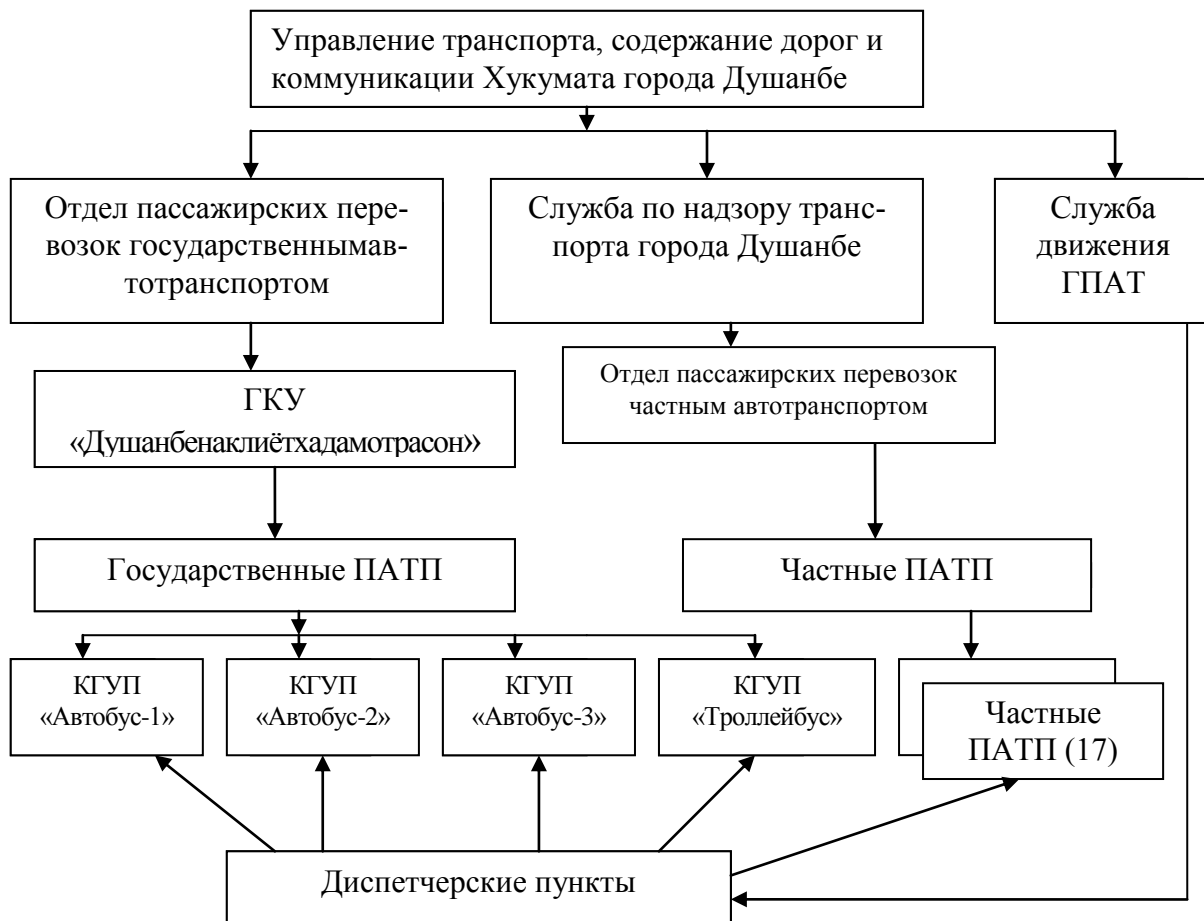 Управление транспорта, содержание дорог и
коммуникации Хукумата города Душанбе
Отдел пассажирских пере-
возок государственнымав-
тотранспортом
Служба по надзору транс-
порта города Душанбе
Служба
движения
ГПАТ
ГКУ
«Душанбенаклиётхадамотрасон»
Отдел пассажирских перевозок
частным автотранспортом
Государственные ПАТП
Частные ПАТП
КГУП
«Автобус-1»
КГУП
«Автобус-2»
КГУП
«Автобус-3»
КГУП
«Троллейбус»
Частные
ПАТП (17)
Диспетчерские пункты